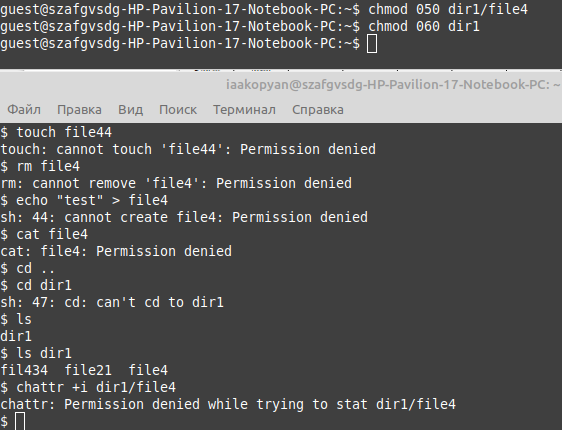 guest@szafgvsdg-HP-Pavilion-17-Notebook-PC:~$ chmod 050 dir1/file4
guest@szafgvsdg-HP-Pavilion-17-Notebook-PC:~$ chmod 060 dir1
guest@szafgvsdg-HP-Pavilion-17-Notebook-PC:~$
iaakopyan@szafgvsdg-HP-Pavilion-17-Notebook-PC: ~
Файл Правка Вид Поиск Терминал Справка
$ touch file44
touch: cannot touch 'file44': Permission denied
$ rm file4
rm: cannot remove 'file4': Permission denied
$ echo "test" > file4
sh: 44: cannot create file4: Permission denied
$ cat file4
cat: file4: Permission denied
$ cd ..
$ cd dir1
sh: 47: cd: can't cd to dir1
$ ls
dir1
$ ls dir1
fil434  file21  file4
$ chattr +i dir1/file4
chattr: Permission denied while trying to stat dir1/file4
$